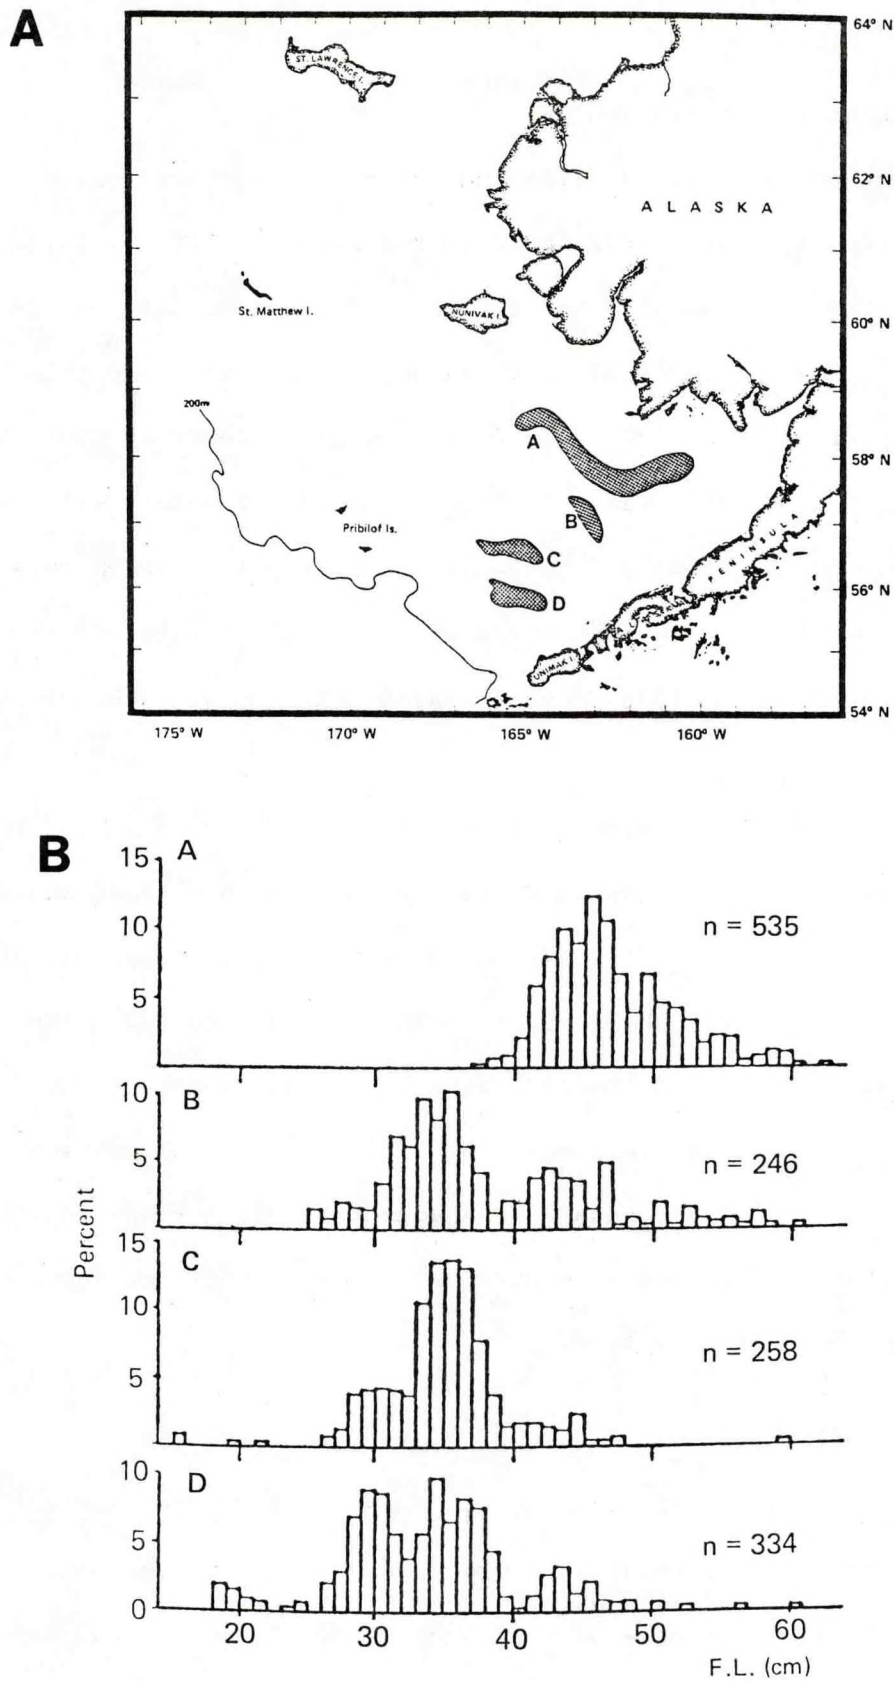 A
64° N
ST. LAWRENCE I.
62° N
A L A S K A
St. Matthew I.
NUNIVAK I.
60° N
200m
A
58° N
B
Pribilof Is.
C
PENINSULA
56° N
D
UNIMAK I.
54° N
175° W 170° W 165° W 160° W
B
15 A
10 n = 535
5
10 B
5 n = 246
Percent
15 C
10
5 n = 258
10 D
5 n = 334
0
20 30 40 50 60
F.L. (cm)